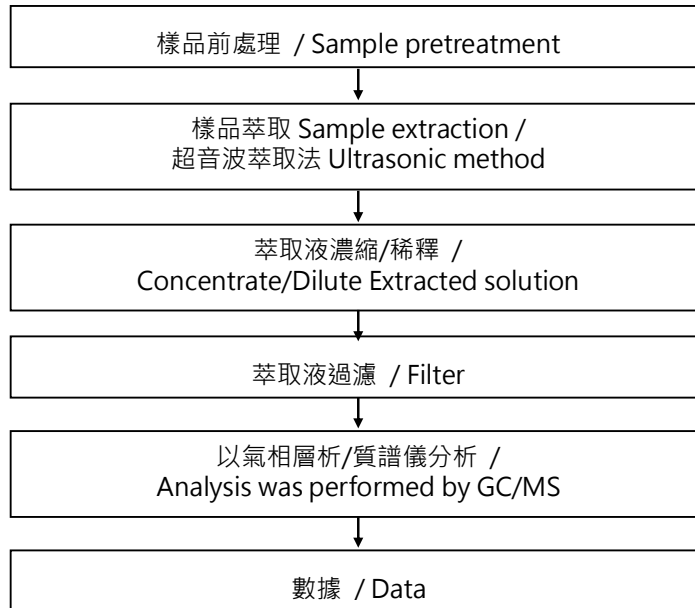 樣品前處理 / Sample pretreatment
樣品萃取 Sample extraction /
超音波萃取法 Ultrasonic method
萃取液濃縮/稀釋 /
Concentrate/Dilute Extracted solution
萃取液過濾 / Filter
以氣相層析/質譜儀分析 /
Analysis was performed by GC/MS
數據 / Data